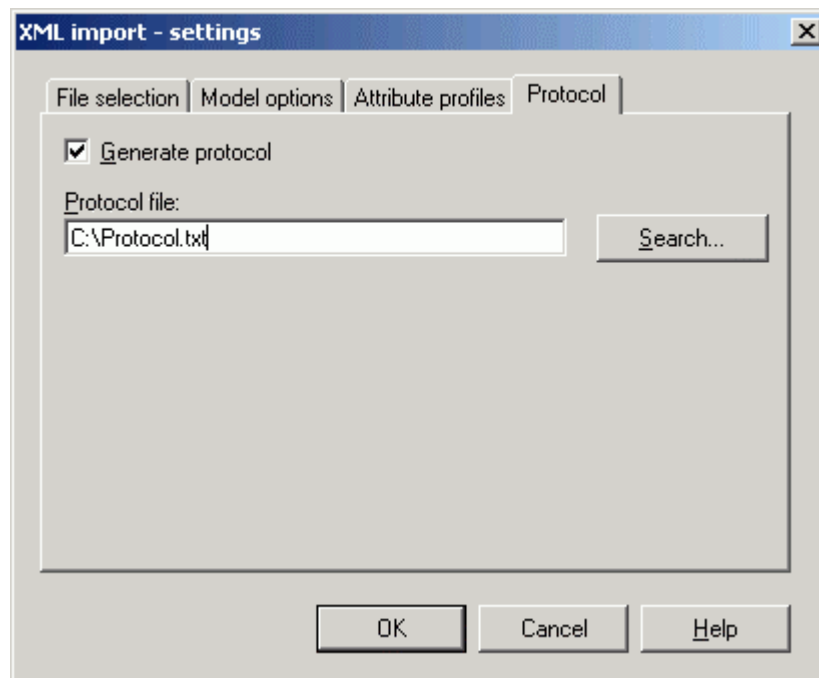 XML import - settings
File selection Model options Attribute profiles Protocol
Generate protocol
Protocol file:
C:\Protocol.txt Search...
OK Cancel Help